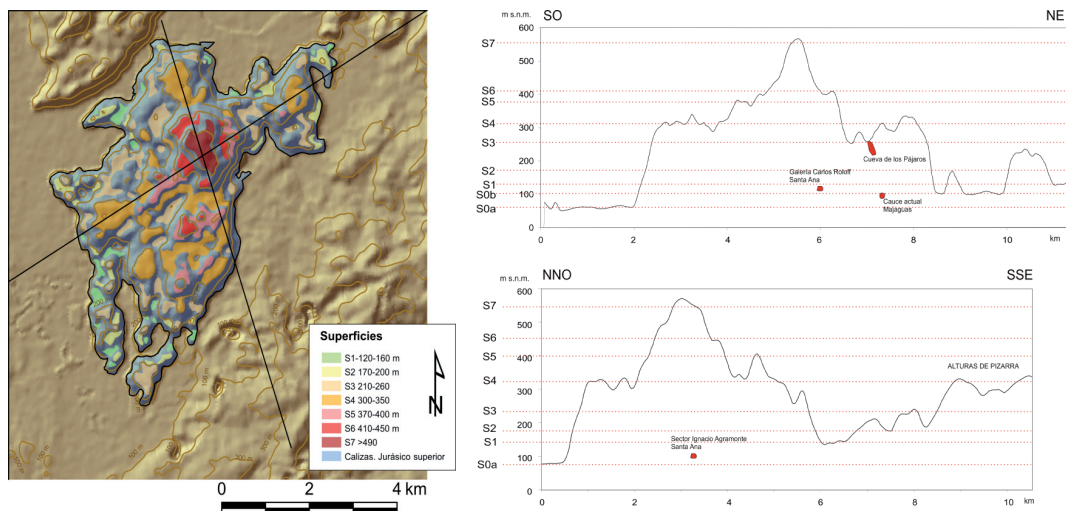 Superficies
S1-120-160 m
S2 170-200 m
S3 210-260
S4 300-350
S5 370-400 m
S6 410-450 m
S7 >490
Calizas. Jurásico superior
N
0 2 4 km
m s.n.m. SO NE
600
S7
500
S6
400
S5
S4
300
S3
Cueva de los Pájaros
200
S2
Galería Carlos Roloff
Santa Ana
S1
S0b
100
Cauce actual
Majaguas
S0a
0
0 2 4 6 8 10 km
NNO SSE
m s.n.m.
600
S7
500
S6
400
S5
ALTURAS DE PIZARRA
S4
300
S3
200
S2
S1
Sector Ignacio Agramonte
Santa Ana
100
S0a
0
0 2 4 6 8 10 km